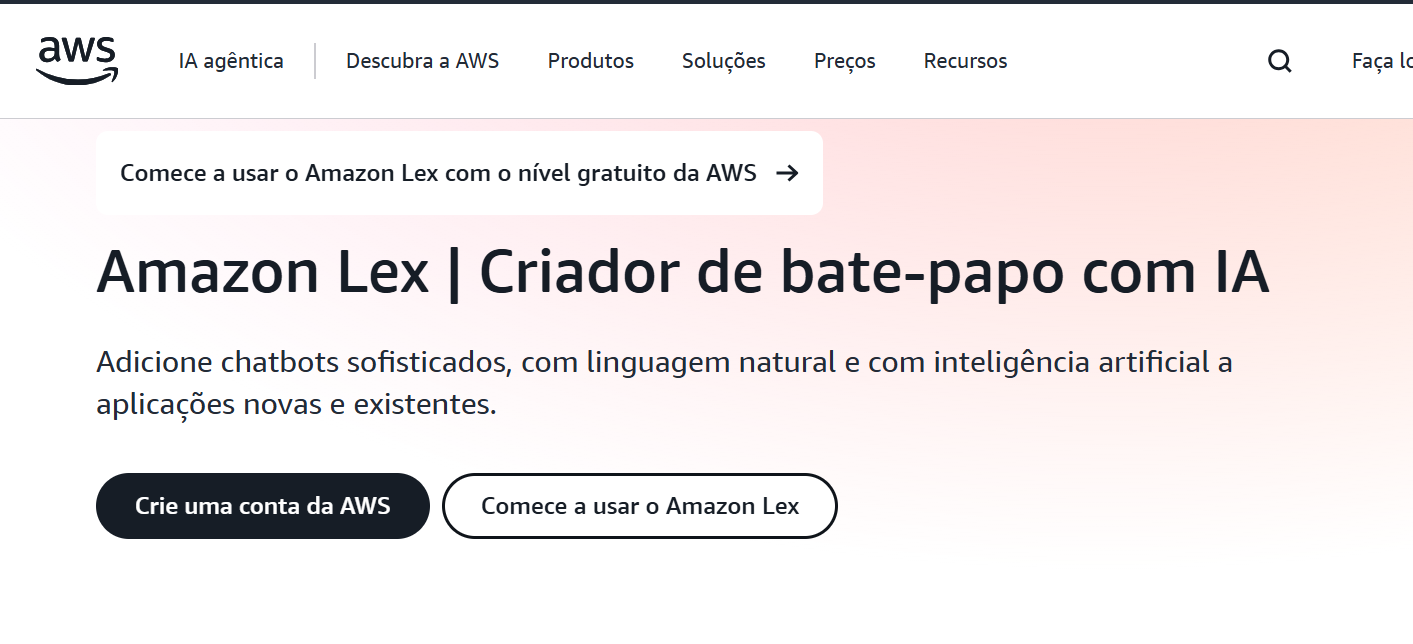 aws
IA agêntica
Descubra a AWS
Produtos
Soluções
Preços
Recursos
Faça
Comece a usar o Amazon Lex com o nível gratuito da AWS →
Amazon Lex | Criador de bate-papo com IA
Adicione chatbots sofisticados, com linguagem natural e com inteligência artificial a
aplicações novas e existentes.
Crie uma conta da AWS
Comece a usar o Amazon Lex